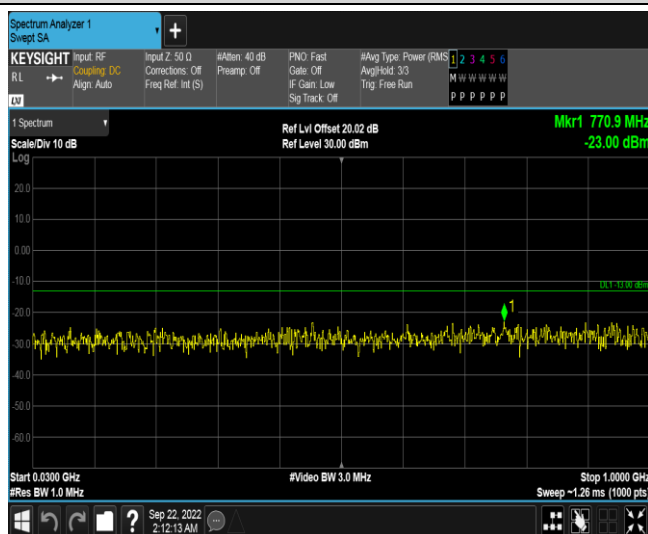 Spectrum Analyzer 1
Swept SA
KEYSIGHT
RL
LXI
Input: RF
Coupling: DC
Align: Auto
Input Z: 50 Ω
Corrections: Off
Freq Ref: Int (S)
#Atten: 40 dB
Preamp: Off
PNO: Fast
Gate: Off
IF Gain: Low
Sig Track: Off
#Avg Type: Power (RMS
Avg|Hold: 3/3
Trig: Free Run
1 2 3 4 5 6
M W W W W W
P P P P P P
1 Spectrum
Scale/Div 10 dB
Log
Ref Lvl Offset 20.02 dB
Ref Level 30.00 dBm
Mkr1 770.9 MHz
-23.00 dBm
20.0
10.0
0.00
-10.0
-20.0
-30.0
-40.0
-50.0
-60.0
DL1 -13.00 dBm
1
Start 0.0300 GHz
#Res BW 1.0 MHz
#Video BW 3.0 MHz
Stop 1.0000 GHz
Sweep ~1.26 ms (1000 pts)
?
Sep 22, 2022
2:12:13 AM